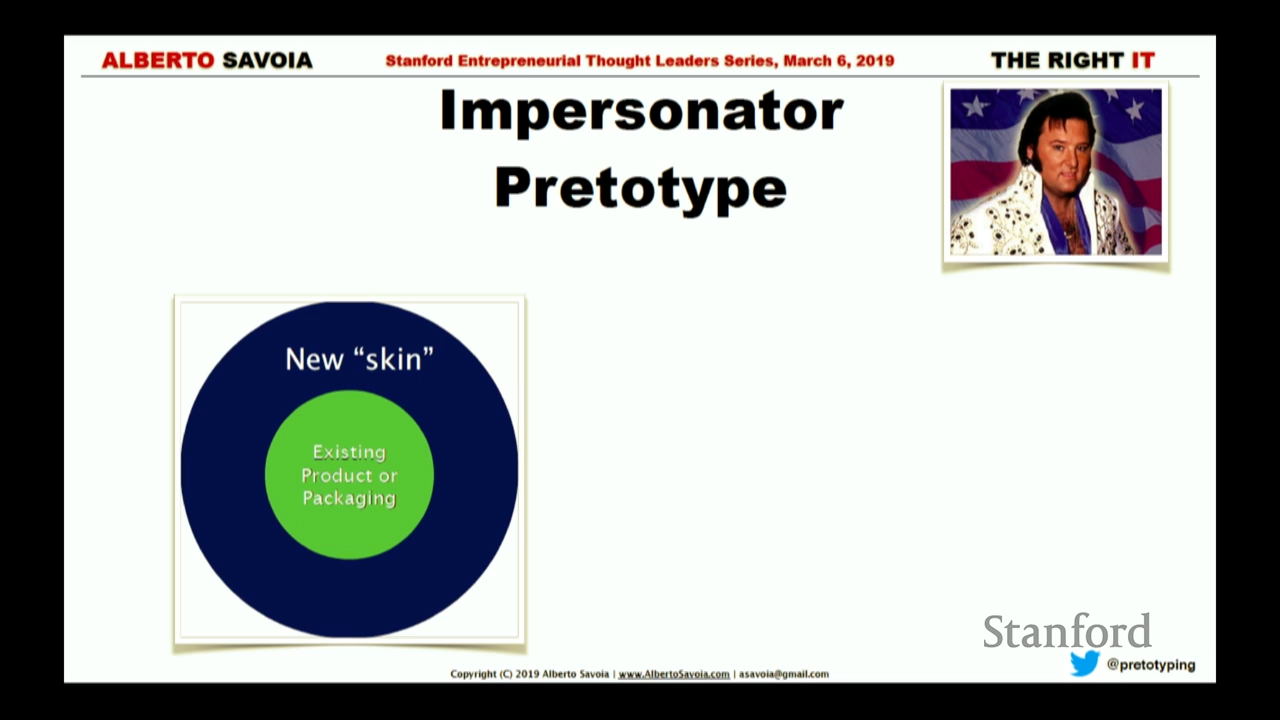 ALBERTO SAVOIA
Stanford Entrepreneurial Thought Leaders Series, March 6, 2019
THE RIGHT IT
Impersonator
Pretotype
New “skin”
Existing
Product or
Packaging
Stanford
@pretotyping
Copyright (C) 2019 Alberto Savoia | www.AlbertoSavoia.com | asavoia@gmail.com